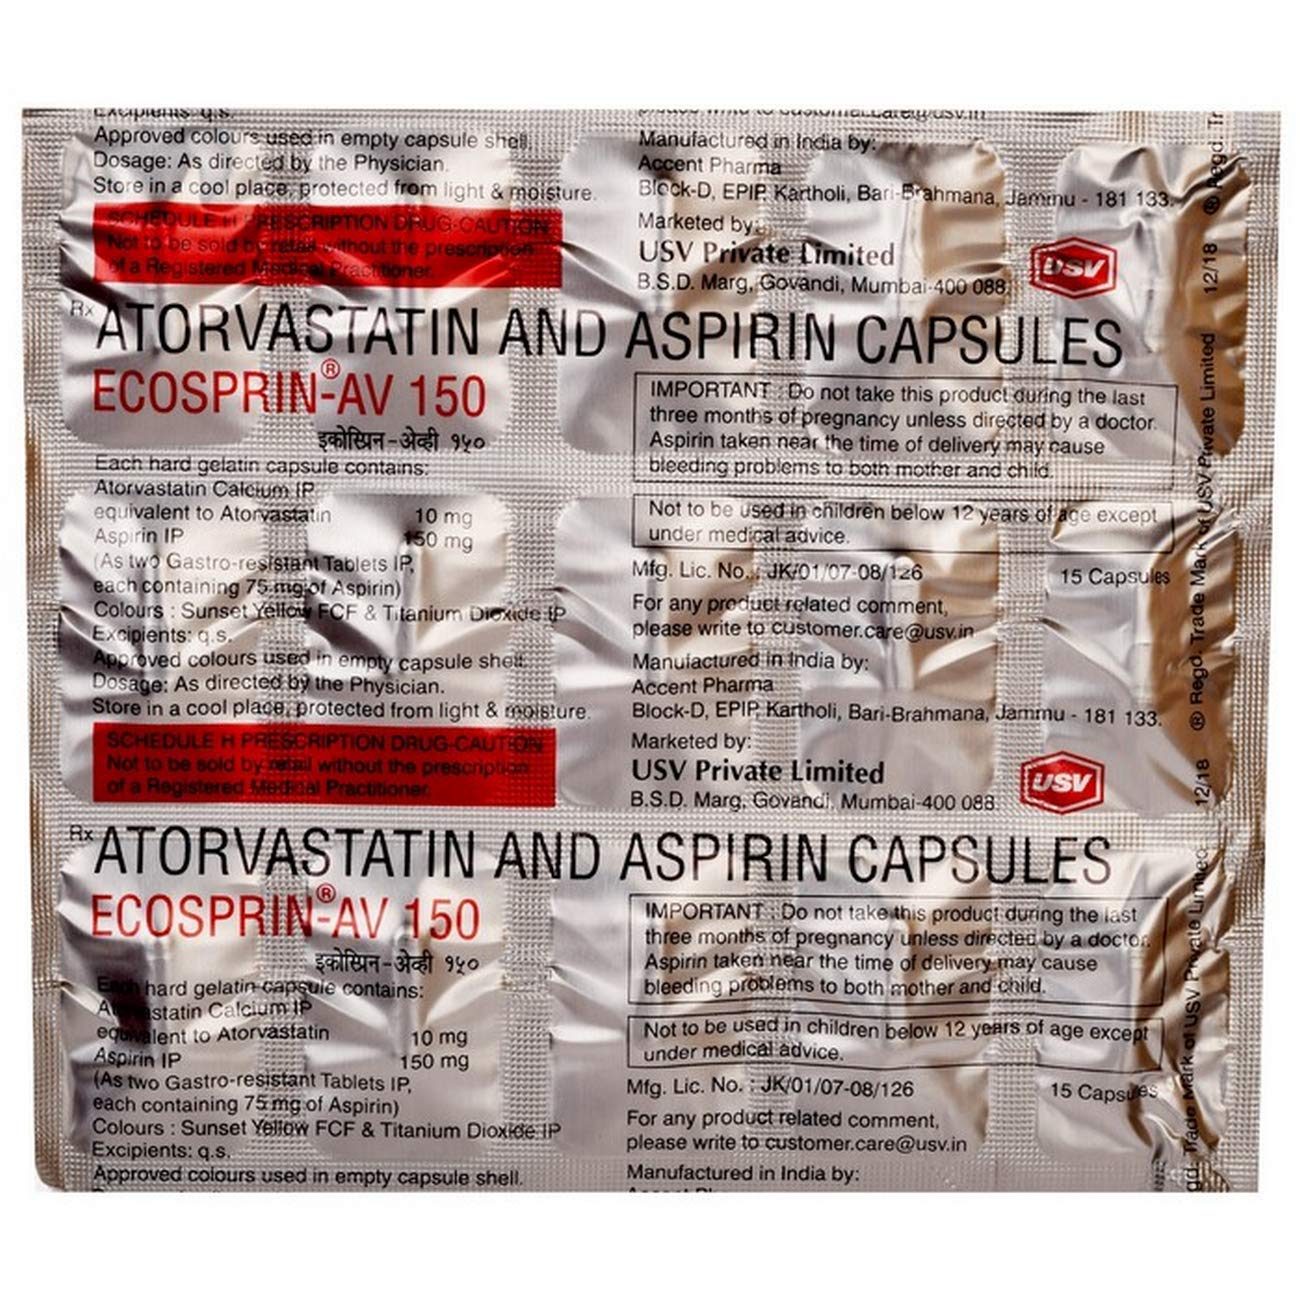 Excipients: q.s.
Approved colours used in empty capsule shell.
Dosage: As directed by the Physician.
Store in a cool place, protected from light & moisture.
SCHEDULE H PRESCRIPTION DRUG-CAUTION
Not to be sold by retail without the prescription
of a Registered Medical Practitioner.
please write to customer.care@usv.in
Manufactured in India by:
Accent Pharma
Block-D, EPIP, Kartholi, Bari-Brahmana, Jammu - 181 133.
Marketed by:
USV Private Limited
B.S.D. Marg, Govandi, Mumbai-400 088.
USV
Rx ATORVASTATIN AND ASPIRIN CAPSULES
ECOSPRIN®-AV 150
इकोस्प्रिन-अेव्ही १५०
Each hard gelatin capsule contains:
Atorvastatin Calcium IP
equivalent to Atorvastatin 10 mg
Aspirin IP 150 mg
(As two Gastro-resistant Tablets IP,
each containing 75 mg of Aspirin)
Colours : Sunset Yellow FCF & Titanium Dioxide IP
Excipients: q.s.
Approved colours used in empty capsule shell.
Dosage: As directed by the Physician.
Store in a cool place, protected from light & moisture.
SCHEDULE H PRESCRIPTION DRUG-CAUTION
Not to be sold by retail without the prescription
of a Registered Medical Practitioner.
IMPORTANT : Do not take this product during the last
three months of pregnancy unless directed by a doctor.
Aspirin taken near the time of delivery may cause
bleeding problems to both mother and child.
Not to be used in children below 12 years of age except
under medical advice.
Mfg. Lic. No. : JK/01/07-08/126
15 Capsules
For any product related comment,
please write to customer.care@usv.in
Manufactured in India by:
Accent Pharma
Block-D, EPIP, Kartholi, Bari-Brahmana, Jammu - 181 133.
Marketed by:
USV Private Limited
B.S.D. Marg, Govandi, Mumbai-400 088.
USV
Rx ATORVASTATIN AND ASPIRIN CAPSULES
ECOSPRIN®-AV 150
इकोस्प्रिन-अेव्ही १५०
Each hard gelatin capsule contains:
Atorvastatin Calcium IP
equivalent to Atorvastatin 10 mg
Aspirin IP 150 mg
(As two Gastro-resistant Tablets IP,
each containing 75 mg of Aspirin)
Colours : Sunset Yellow FCF & Titanium Dioxide IP
Excipients: q.s.
Approved colours used in empty capsule shell.
IMPORTANT : Do not take this product during the last
three months of pregnancy unless directed by a doctor.
Aspirin taken near the time of delivery may cause
bleeding problems to both mother and child.
Not to be used in children below 12 years of age except
under medical advice.
Mfg. Lic. No. : JK/01/07-08/126
15 Capsules
For any product related comment,
please write to customer.care@usv.in
Manufactured in India by:
® Regd. Tr
12/18
® Regd. Trade Mark of USV Private Limited
12/18
gd. Trade Mark of USV Private Limited